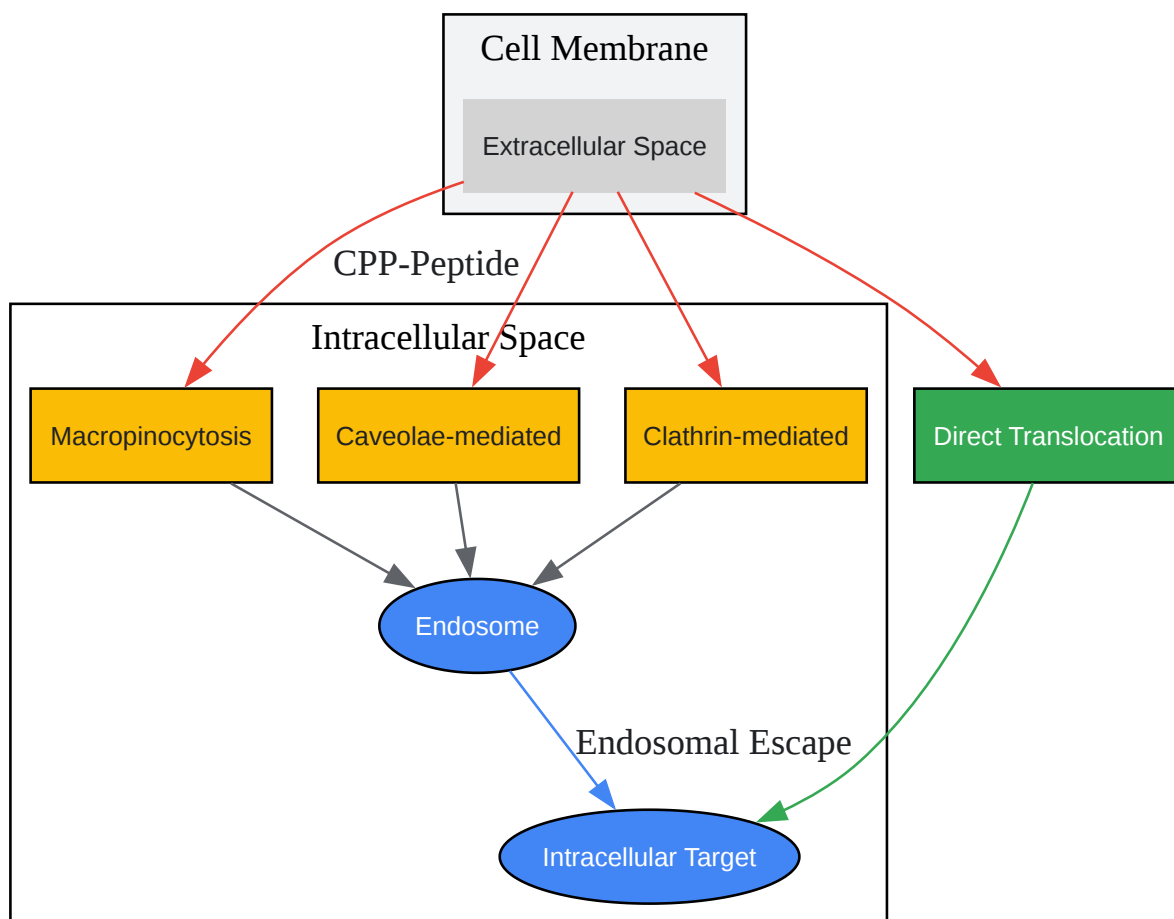 Cell Membrane
Extracellular Space
CPP-Peptide
Intracellular Space
Macropinocytosis
Caveolae-mediated
Clathrin-mediated
Direct Translocation
Endosome
Endosomal Escape
Intracellular Target